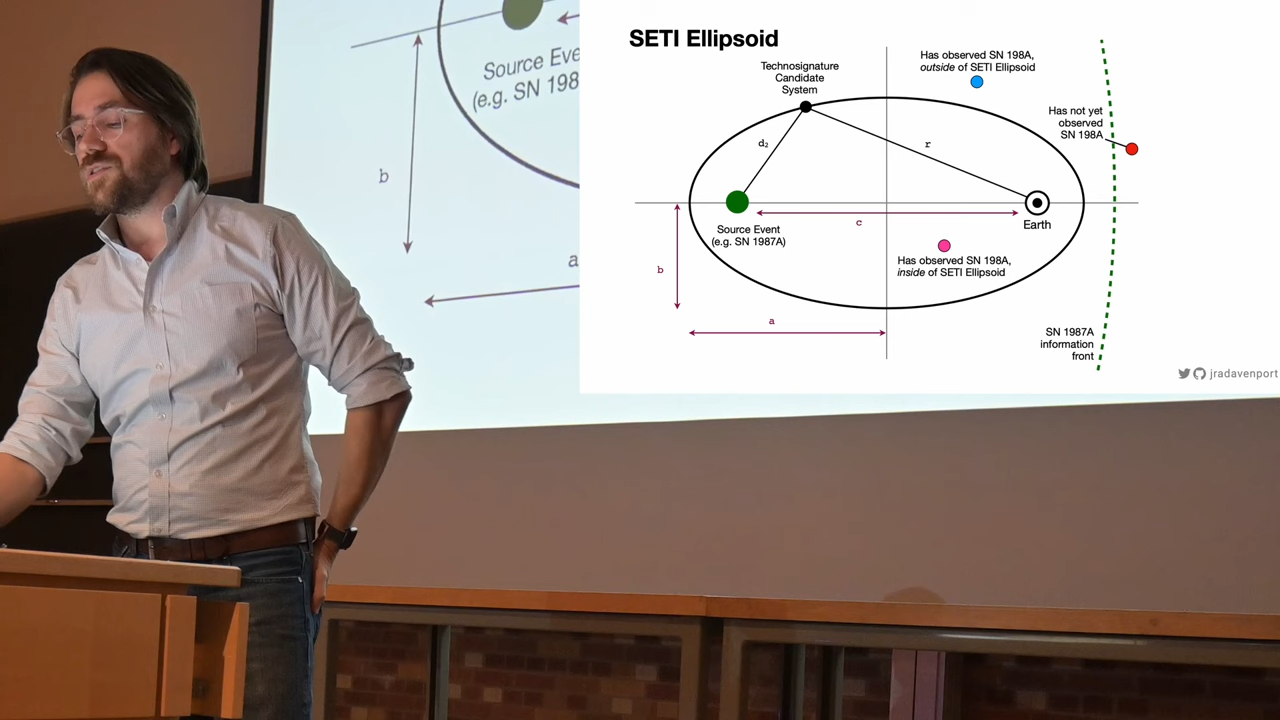 Source Eve
(e.g. SN 198
b
a
SETI Ellipsoid
Technosignature
Candidate
System
Has observed SN 198A,
outside of SETI Ellipsoid
Has not yet
observed
SN 198A
d₂
r
Source Event
(e.g. SN 1987A)
c
Earth
b
Has observed SN 198A,
inside of SETI Ellipsoid
a
SN 1987A
information
front
jradavenport